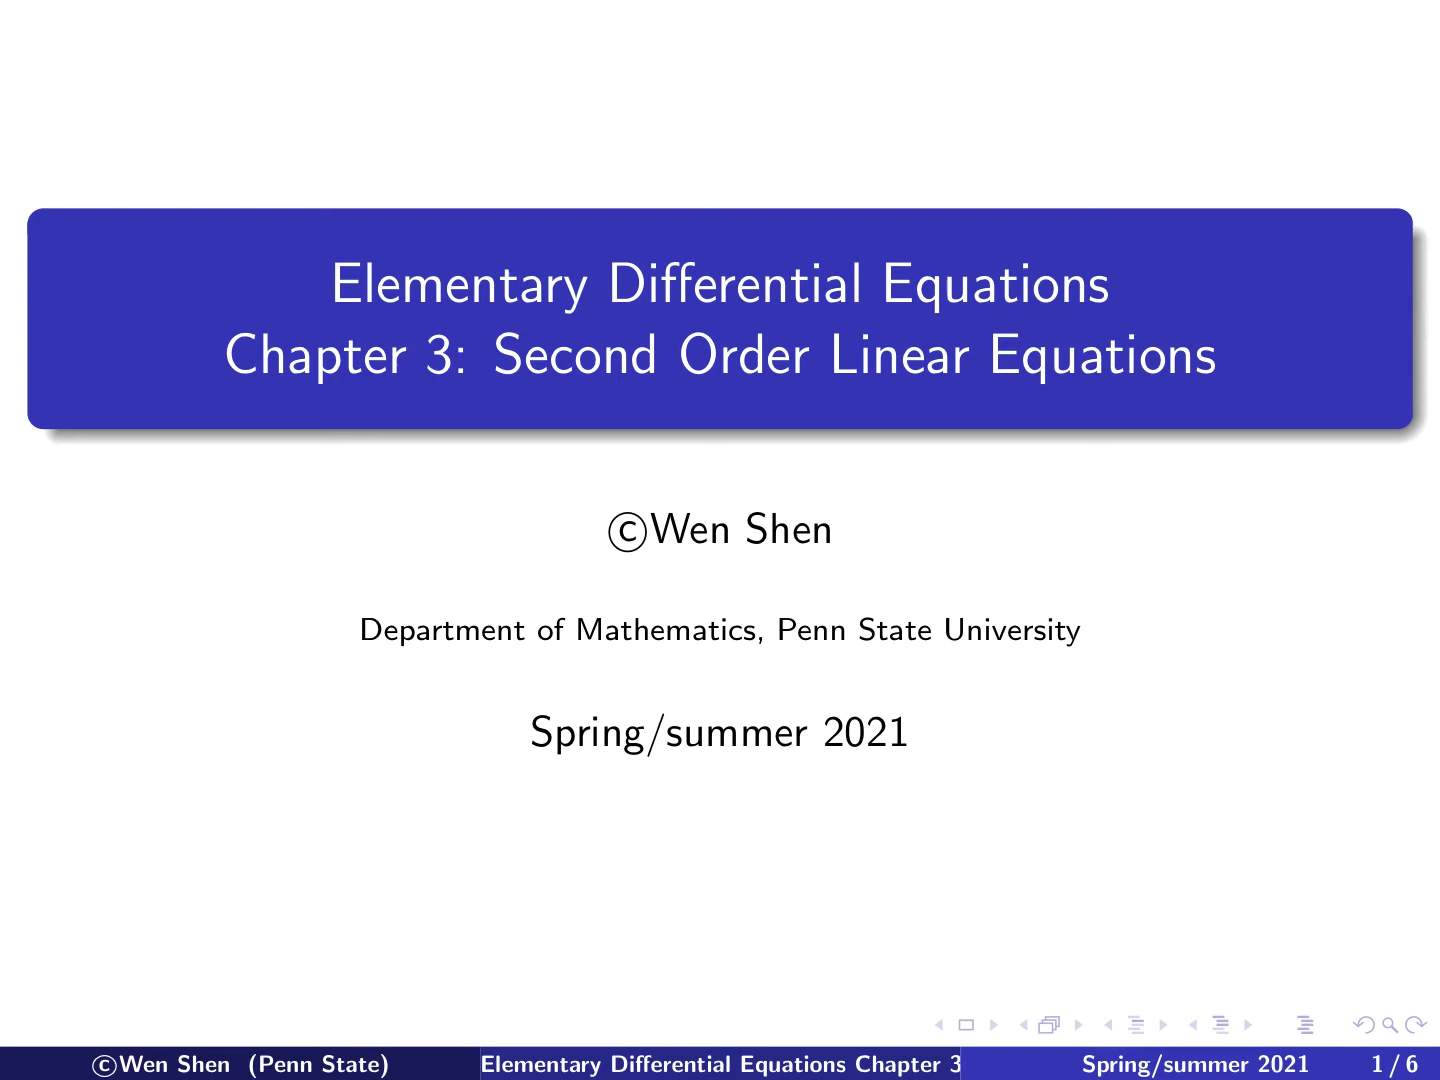 Elementary Differential Equations
Chapter 3: Second Order Linear Equations
©Wen Shen
Department of Mathematics, Penn State University
Spring/summer 2021
©Wen Shen (Penn State)
Elementary Differential Equations Chapter 3
Spring/summer 2021
1 / 6